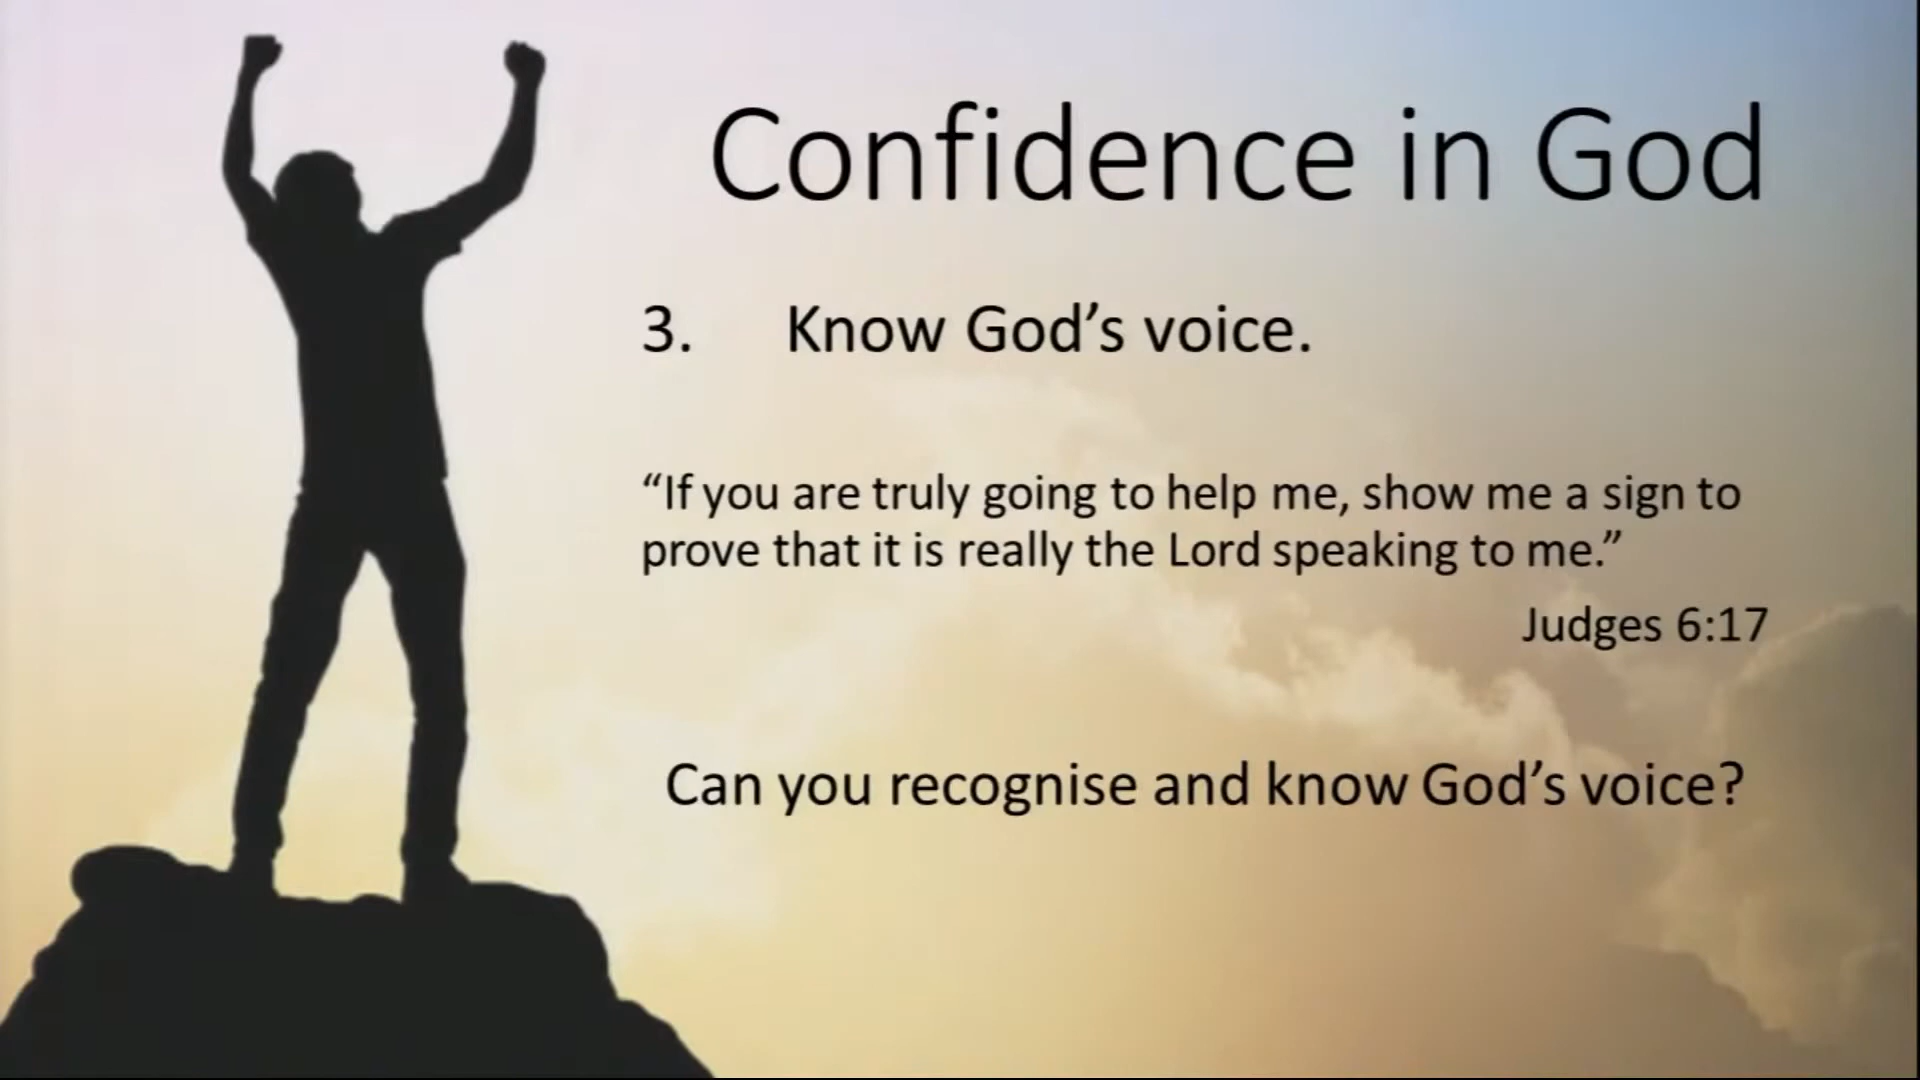 Confidence in God
3. Know God’s voice.
“If you are truly going to help me, show me a sign to
prove that it is really the Lord speaking to me.”
Judges 6:17
Can you recognise and know God’s voice?